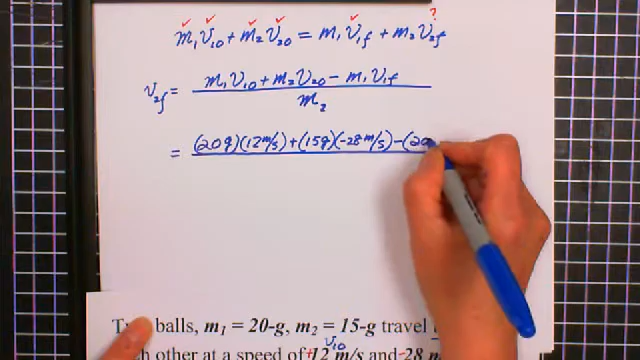 ✓ ✓ ✓ ✓ ✓ ?
m₁v₁₀ + m₂v₂₀ = m₁v₁f + m₂v₂f
v₂f = (m₁v₁₀ + m₂v₂₀ − m₁v₁f) / m₂
= (20g)(12m/s) + (15g)(-28m/s) − (20
balls, m₁ = 20-g, m₂ = 15-g travel
v₁₀
other at a speed of +12 m/s and -28